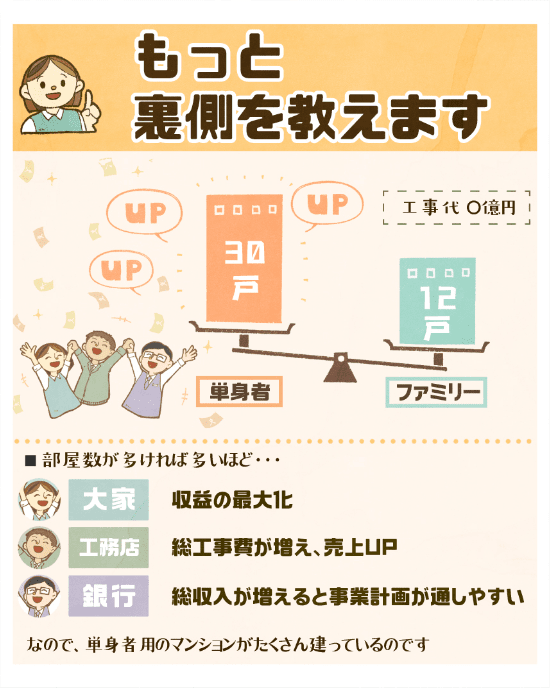 もっと
裏側を教えます
UP
UP
UP
30
戸
工事代 〇億円
12
戸
単身者
ファミリー
■ 部屋数が多ければ多いほど・・・
大家 収益の最大化
工務店 総工事費が増え、売上UP
銀行 総収入が増えると事業計画が通しやすい
なので、単身者用のマンションがたくさん建っているのです